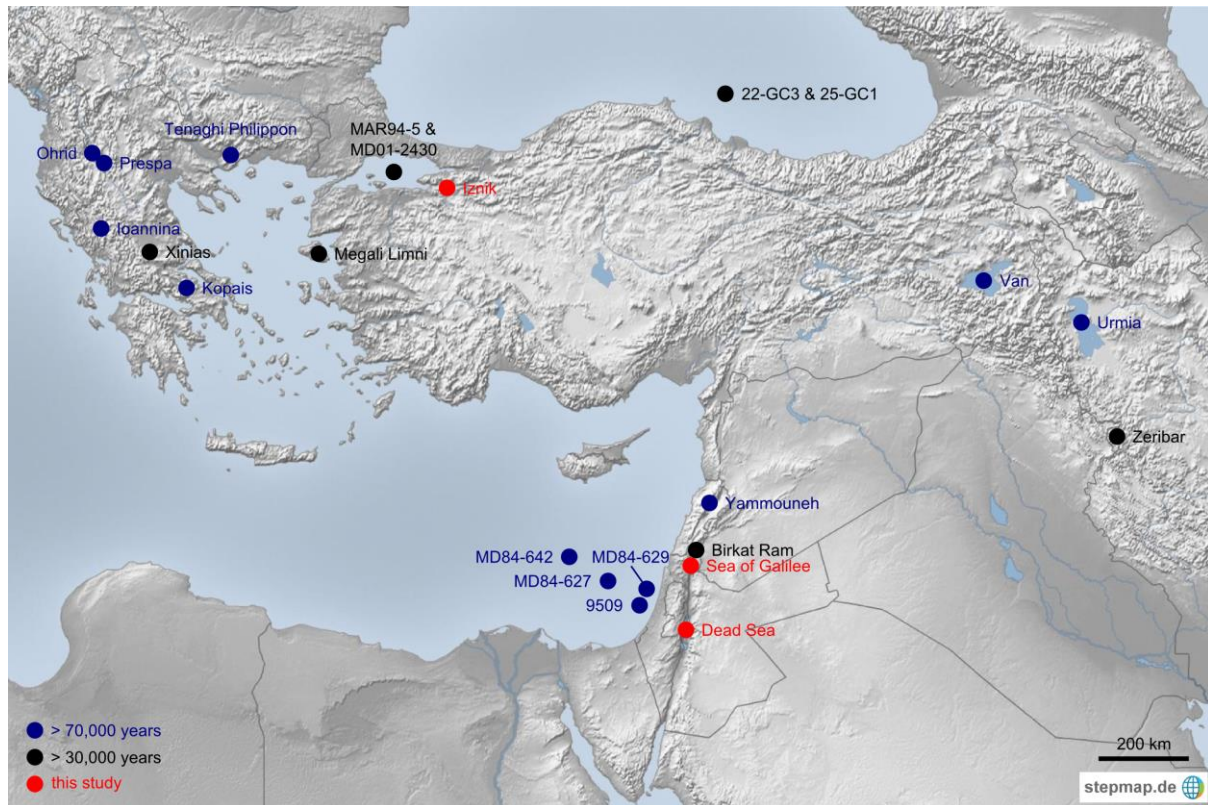 22-GC3 & 25-GC1
Tenaghi Philippon
MAR94-5 &
MD01-2430
Ohrid
Prespa
Iznik
Ioannina
Xinias
Megali Limni
Kopais
Van
Urmia
Zeribar
Yammouneh
Birkat Ram
MD84-642
MD84-629
Sea of Galilee
MD84-627
9509
Dead Sea
> 70,000 years
> 30,000 years
this study
200 km
stepmap.de